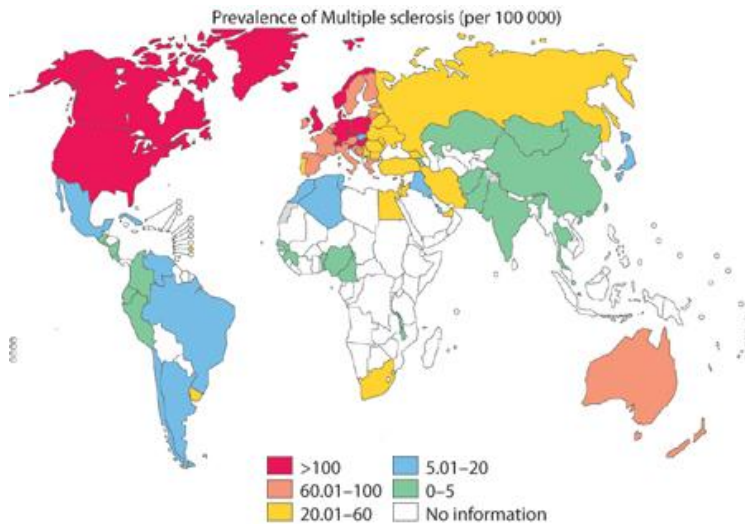 Prevalence of Multiple sclerosis (per 100 000)
>100
60.01–100
20.01–60
5.01–20
0–5
No information